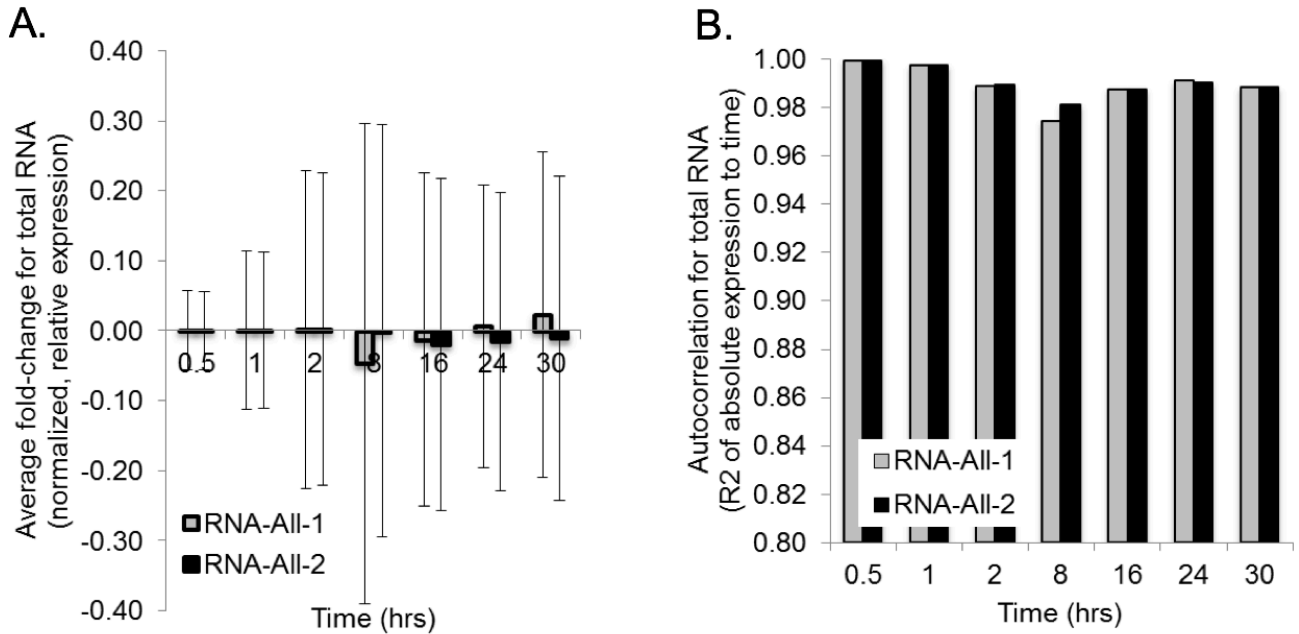 A.
Average fold-change for total RNA
(normalized, relative expression)
0.40
0.30
0.20
0.10
0.00
-0.10
-0.20
-0.30
-0.40
0.5
1
2
8
16
24
30
RNA-All-1
RNA-All-2
Time (hrs)
B.
Autocorrelation for total RNA
(R2 of absolute expression to time)
1.00
0.98
0.96
0.94
0.92
0.90
0.88
0.86
0.84
0.82
0.80
RNA-All-1
RNA-All-2
0.5
1
2
8
16
24
30
Time (hrs)